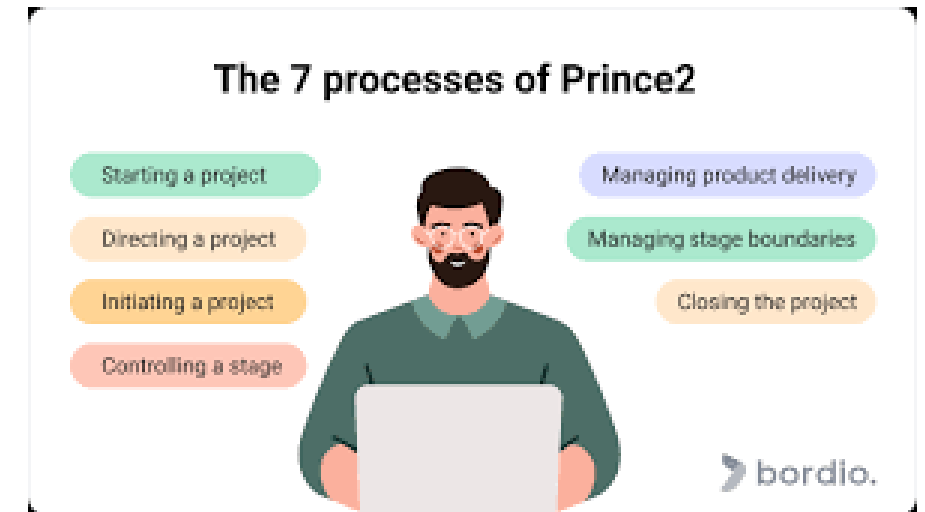 The 7 processes of Prince2
Starting a project
Directing a project
Initiating a project
Controlling a stage
Managing product delivery
Managing stage boundaries
Closing the project
bordio.